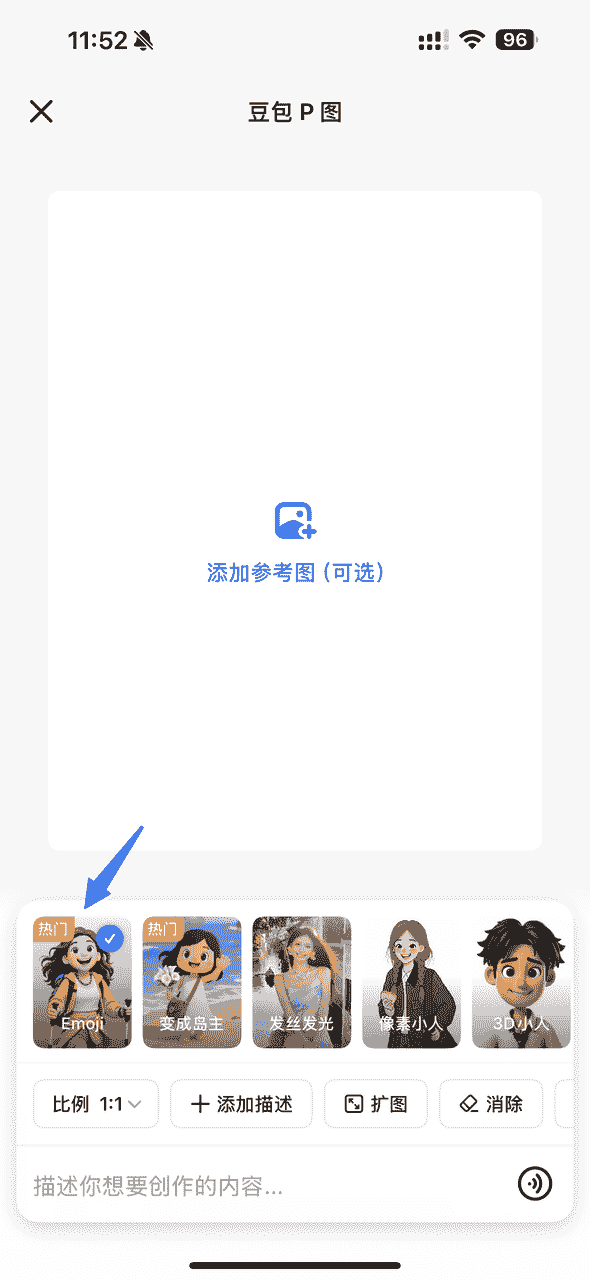 11:52
96
豆包 P 图
添加参考图 (可选)
热门
热门
Emoji
变成岛主
发丝发光
像素小人
3D小人
比例 1:1
添加描述
扩图
消除
描述你想要创作的内容...